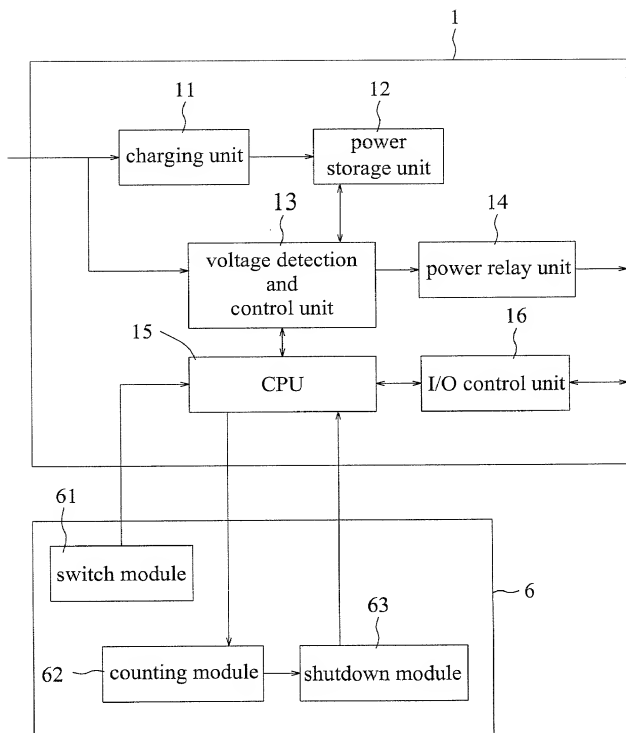 1
11
12
charging unit
power
storage unit
13
14
voltage detection
and
control unit
power relay unit
15
16
CPU
I/O control unit
61
switch module
6
63
62
counting module
shutdown module